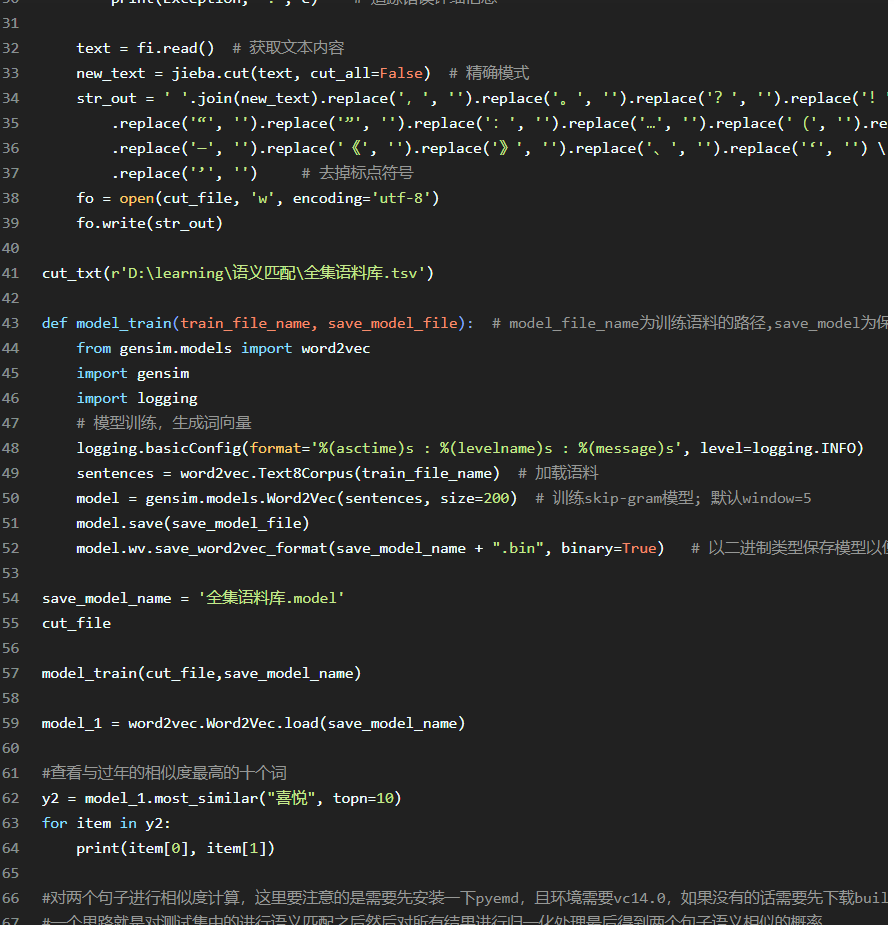 31
32 text = fi.read() # 获取文本内容
33 new_text = jieba.cut(text, cut_all=False) # 精确模式
34 str_out = ' '.join(new_text).replace('，', '').replace('。', '').replace('？', '').replace('！'
35 .replace('“', '').replace('”', '').replace('：', '').replace('…', '').replace('（', '').re
36 .replace('—', '').replace('《', '').replace('》', '').replace('、', '').replace('‘', '') \
37 .replace('’', '') # 去掉标点符号
38 fo = open(cut_file, 'w', encoding='utf-8')
39 fo.write(str_out)
40
41 cut_txt(r'D:\learning\语义匹配\全集语料库.tsv')
42
43 def model_train(train_file_name, save_model_file): # model_file_name为训练语料的路径,save_model为保
44 from gensim.models import word2vec
45 import gensim
46 import logging
47 # 模型训练，生成词向量
48 logging.basicConfig(format='%(asctime)s : %(levelname)s : %(message)s', level=logging.INFO)
49 sentences = word2vec.Text8Corpus(train_file_name) # 加载语料
50 model = gensim.models.Word2Vec(sentences, size=200) # 训练skip-gram模型; 默认window=5
51 model.save(save_model_file)
52 model.wv.save_word2vec_format(save_model_name + ".bin", binary=True) # 以二进制类型保存模型以
53
54 save_model_name = '全集语料库.model'
55 cut_file
56
57 model_train(cut_file,save_model_name)
58
59 model_1 = word2vec.Word2Vec.load(save_model_name)
60
61 #查看与过年的相似度最高的十个词
62 y2 = model_1.most_similar("喜悦", topn=10)
63 for item in y2:
64 print(item[0], item[1])
65
66 #对两个句子进行相似度计算，这里要注意的是需要先安装一下pyemd，且环境需要vc14.0，如果没有的话需要先下载buil
67 #一个思路就是对测试集中的进行语义匹配之后然后对所有结果进行归一化处理最后得到两个句子语义相似的概率